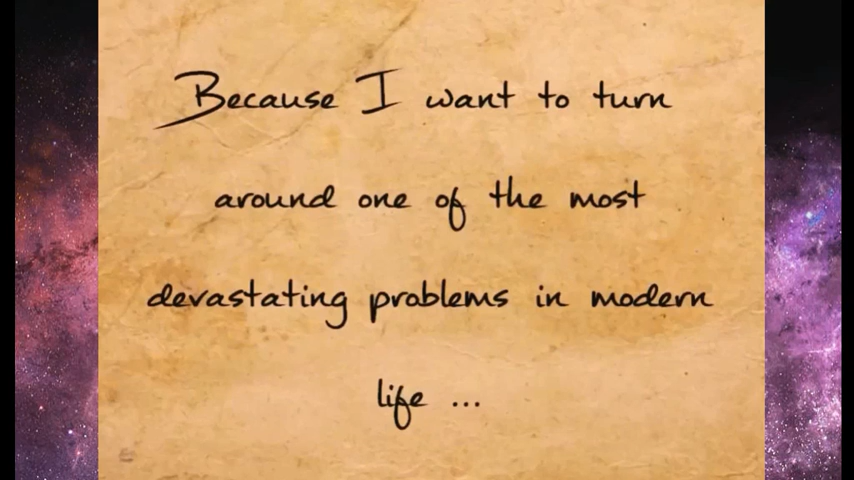 Because I want to turn
around one of the most
devastating problems in modern
life ...